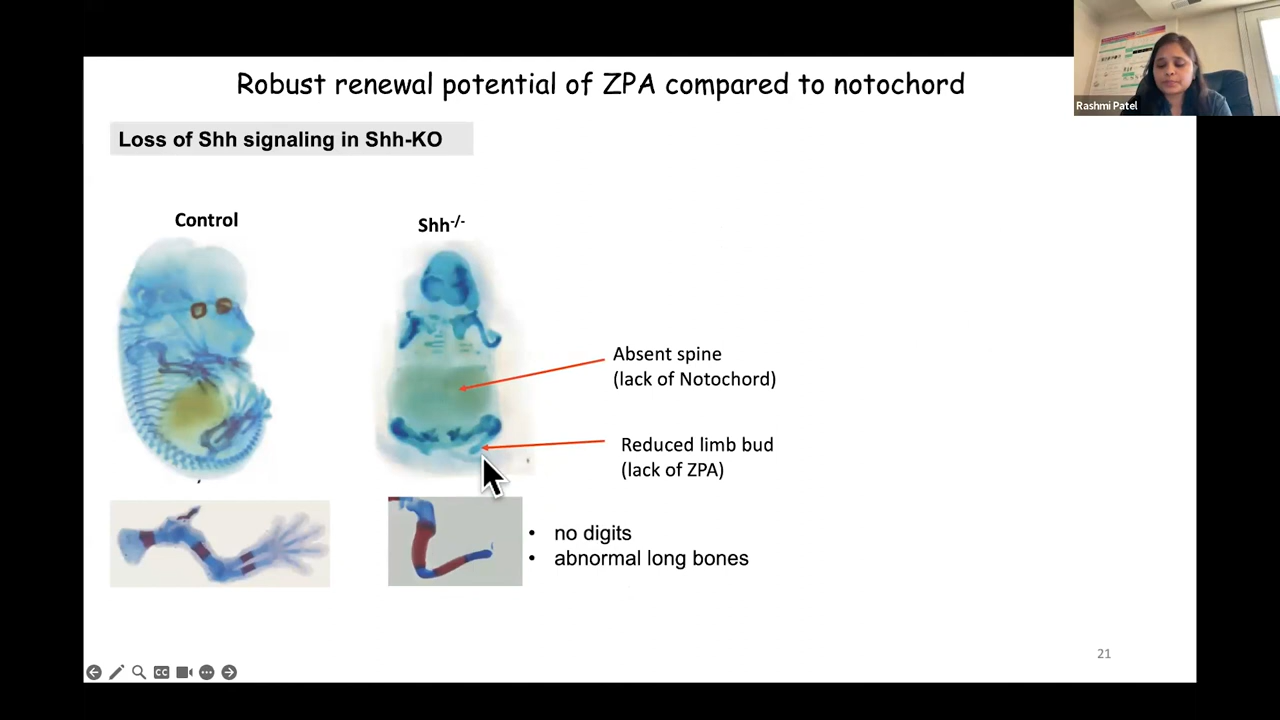 Robust renewal potential of ZPA compared to notochord
Rashmi Patel
Loss of Shh signaling in Shh-KO
Control
Shh-/-
Absent spine
(lack of Notochord)
Reduced limb bud
(lack of ZPA)
• no digits
• abnormal long bones
21
CC